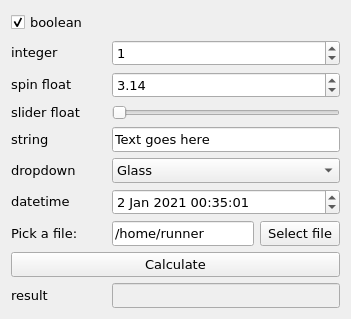 boolean
integer 1
spin float 3.14
slider float
string Text goes here
dropdown Glass
datetime 2 Jan 2021 00:35:01
Pick a file: /home/runner Select file
Calculate
result